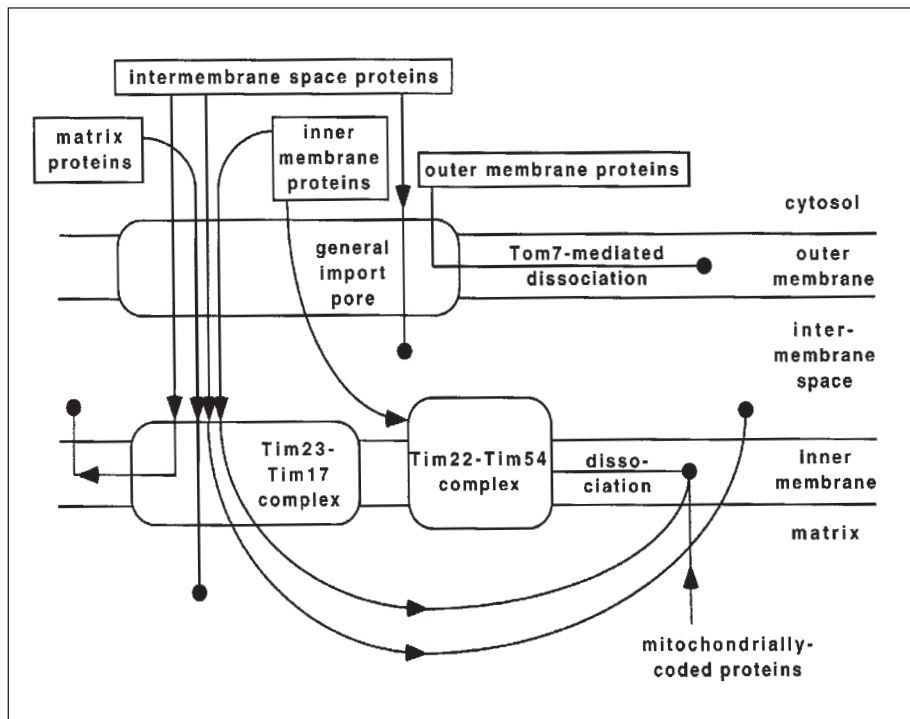 intermembrane space proteins
matrix
proteins
inner
membrane
proteins
outer membrane proteins
cytosol
general
import
pore
Tom7-mediated
dissociation
outer
membrane
inter-
membrane
space
Tim23-
Tim17
complex
Tim22-Tim54
complex
disso-
ciation
Inner
membrane
matrix
mitochondrially-
coded proteins